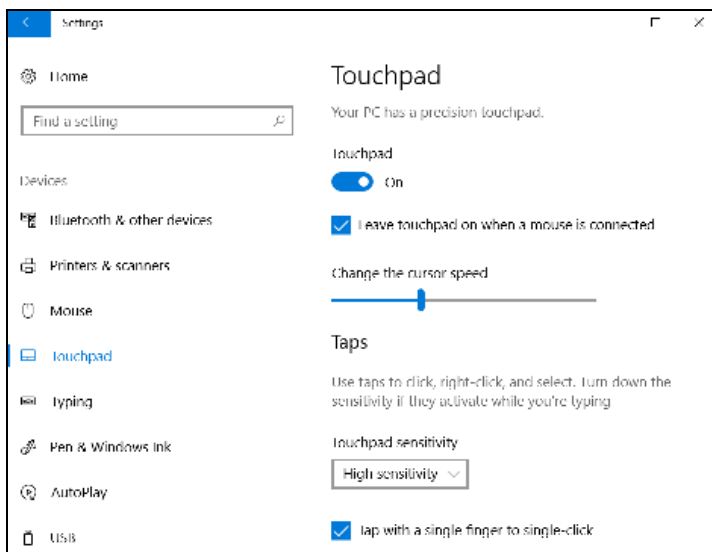 Settings
Home
Find a setting
Devices
Bluetooth & other devices
Printers & scanners
Mouse
Touchpad
Typing
Pen & Windows Ink
AutoPlay
USB
Touchpad
Your PC has a precision touchpad.
Touchpad
On
Leave touchpad on when a mouse is connected
Change the cursor speed
Taps
Use taps to click, right-click, and select. Turn down the
sensitivity if they activate while you're typing
Touchpad sensitivity
High sensitivity
Tap with a single finger to single-click